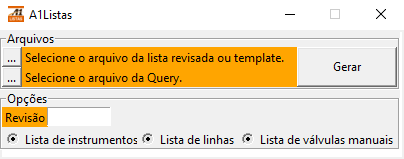 A1Listas
Arquivos
... Selecione o arquivo da lista revisada ou template.
... Selecione o arquivo da Query.
Gerar
Opções
Revisão
Lista de instrumentos Lista de linhas Lista de válvulas manuais